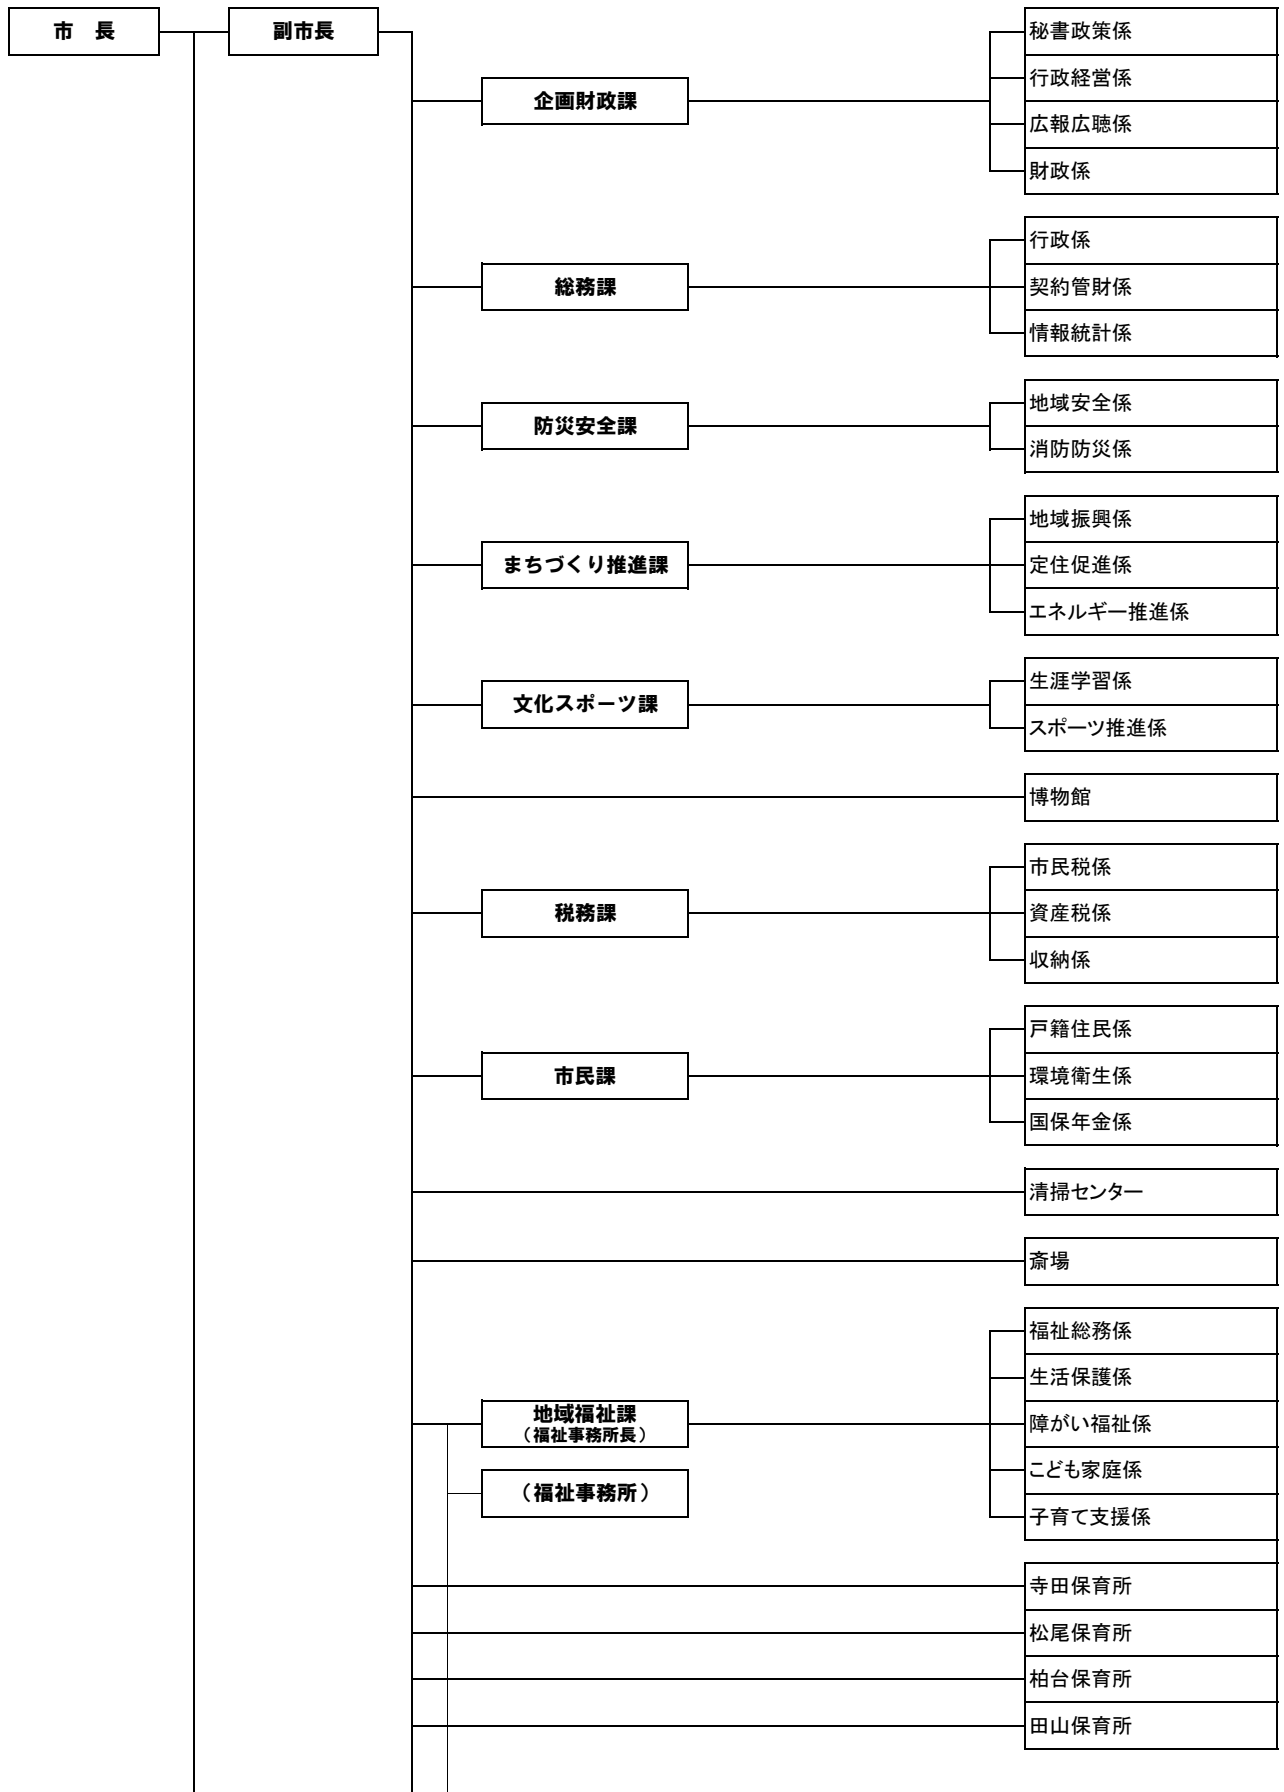 市　長
副市長
企画財政課
秘書政策係
行政経営係
広報広聴係
財政係
総務課
行政係
契約管財係
情報統計係
防災安全課
地域安全係
消防防災係
まちづくり推進課
地域振興係
定住促進係
エネルギー推進係
文化スポーツ課
生涯学習係
スポーツ推進係
博物館
税務課
市民税係
資産税係
収納係
市民課
戸籍住民係
環境衛生係
国保年金係
清掃センター
斎場
地域福祉課
（福祉事務所長）
（福祉事務所）
福祉総務係
生活保護係
障がい福祉係
こども家庭係
子育て支援係
寺田保育所
松尾保育所
柏台保育所
田山保育所